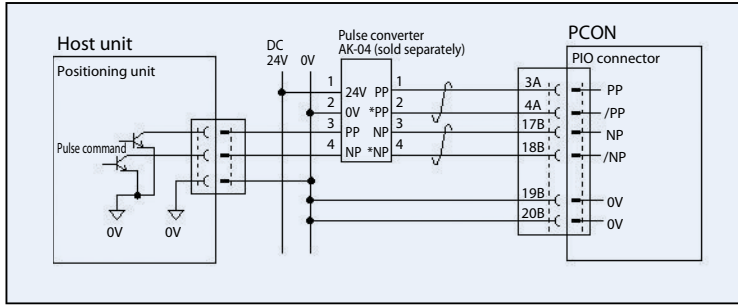 Host unit
Positioning unit
Pulse command
0V
0V
DC
24V 0V
Pulse converter
AK-04 (sold separately)
1 24V PP 1
2 0V *PP 2
3 PP NP 3
4 NP *NP 4
PCON
PIO connector
3A PP
4A /PP
17B NP
18B /NP
19B 0V
20B 0V